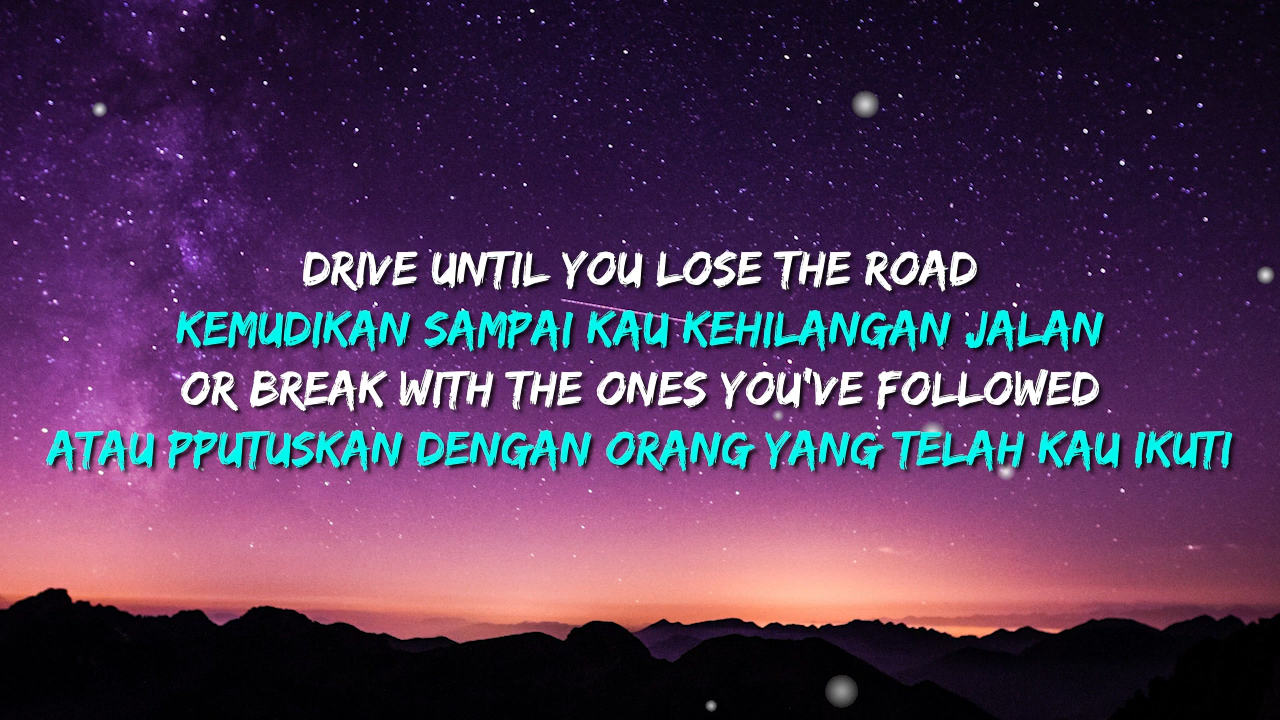 DRIVE UNTIL YOU LOSE THE ROAD
KEMUDIKAN SAMPAI KAU KEHILANGAN JALAN
OR BREAK WITH THE ONES YOU'VE FOLLOWED
ATAU PPUTUSKAN DENGAN ORANG YANG TELAH KAU IKUTI